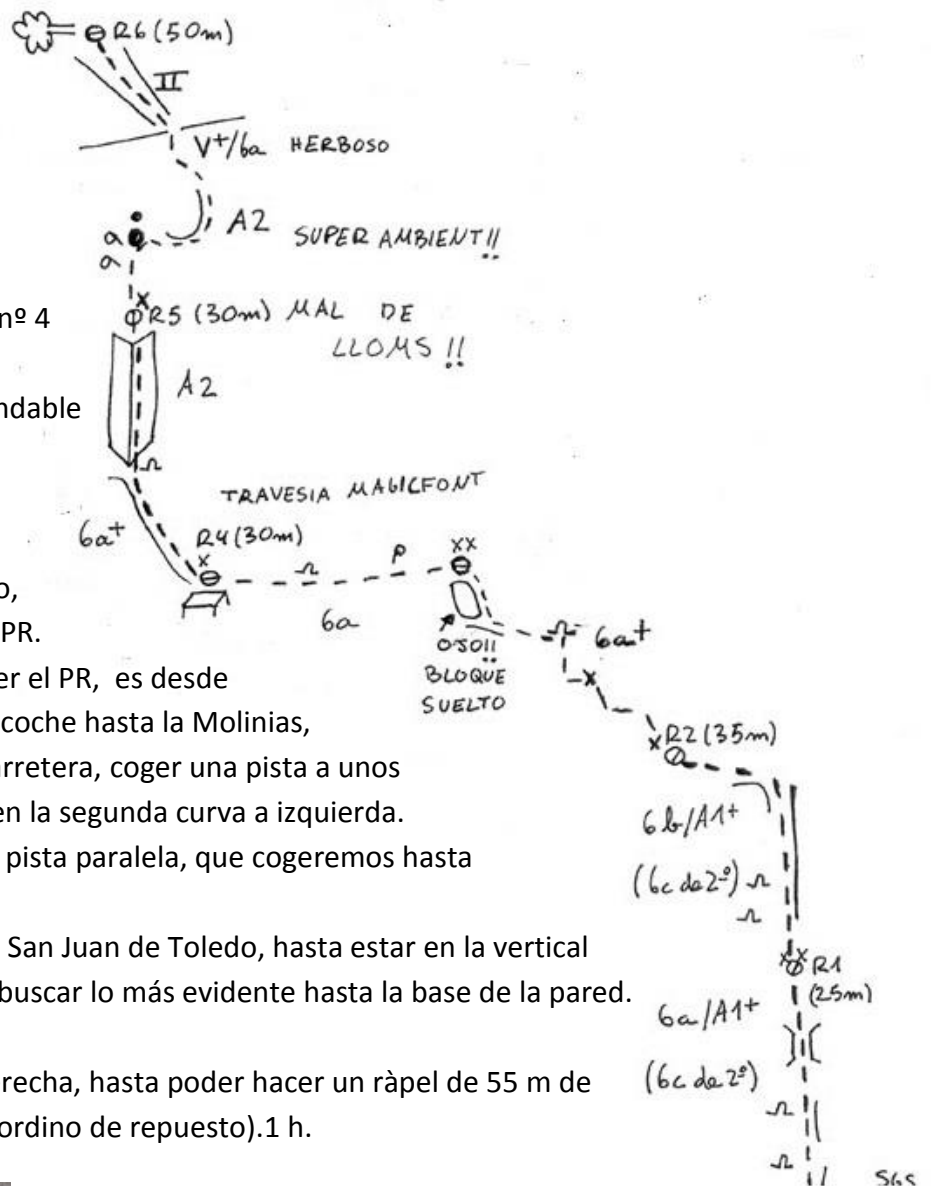 R6 (50m)
II
V+/6a HERBOSO
A2 SUPER AMBIENT!!
a
a
R5 (30m) MAL DE
LLOMS !!
nº 4
A2
ndable
TRAVESIA MAGICFONT
6a+
R4 (30m)
x
P
xx
6a
o,
PR.
OJO!!
BLOQUE
SUELTO
6a+
er el PR, es desde
coche hasta la Molinias,
x R2 (35m)
arretera, coger una pista a unos
en la segunda curva a izquierda.
6b/A1+
pista paralela, que cogeremos hasta
(6c de 2º)
San Juan de Toledo, hasta estar en la vertical
xx R1
(25m)
buscar lo más evidente hasta la base de la pared.
6a/A1+
recha, hasta poder hacer un ràpel de 55 m de
(6c de 2º)
ordino de repuesto).1 h.